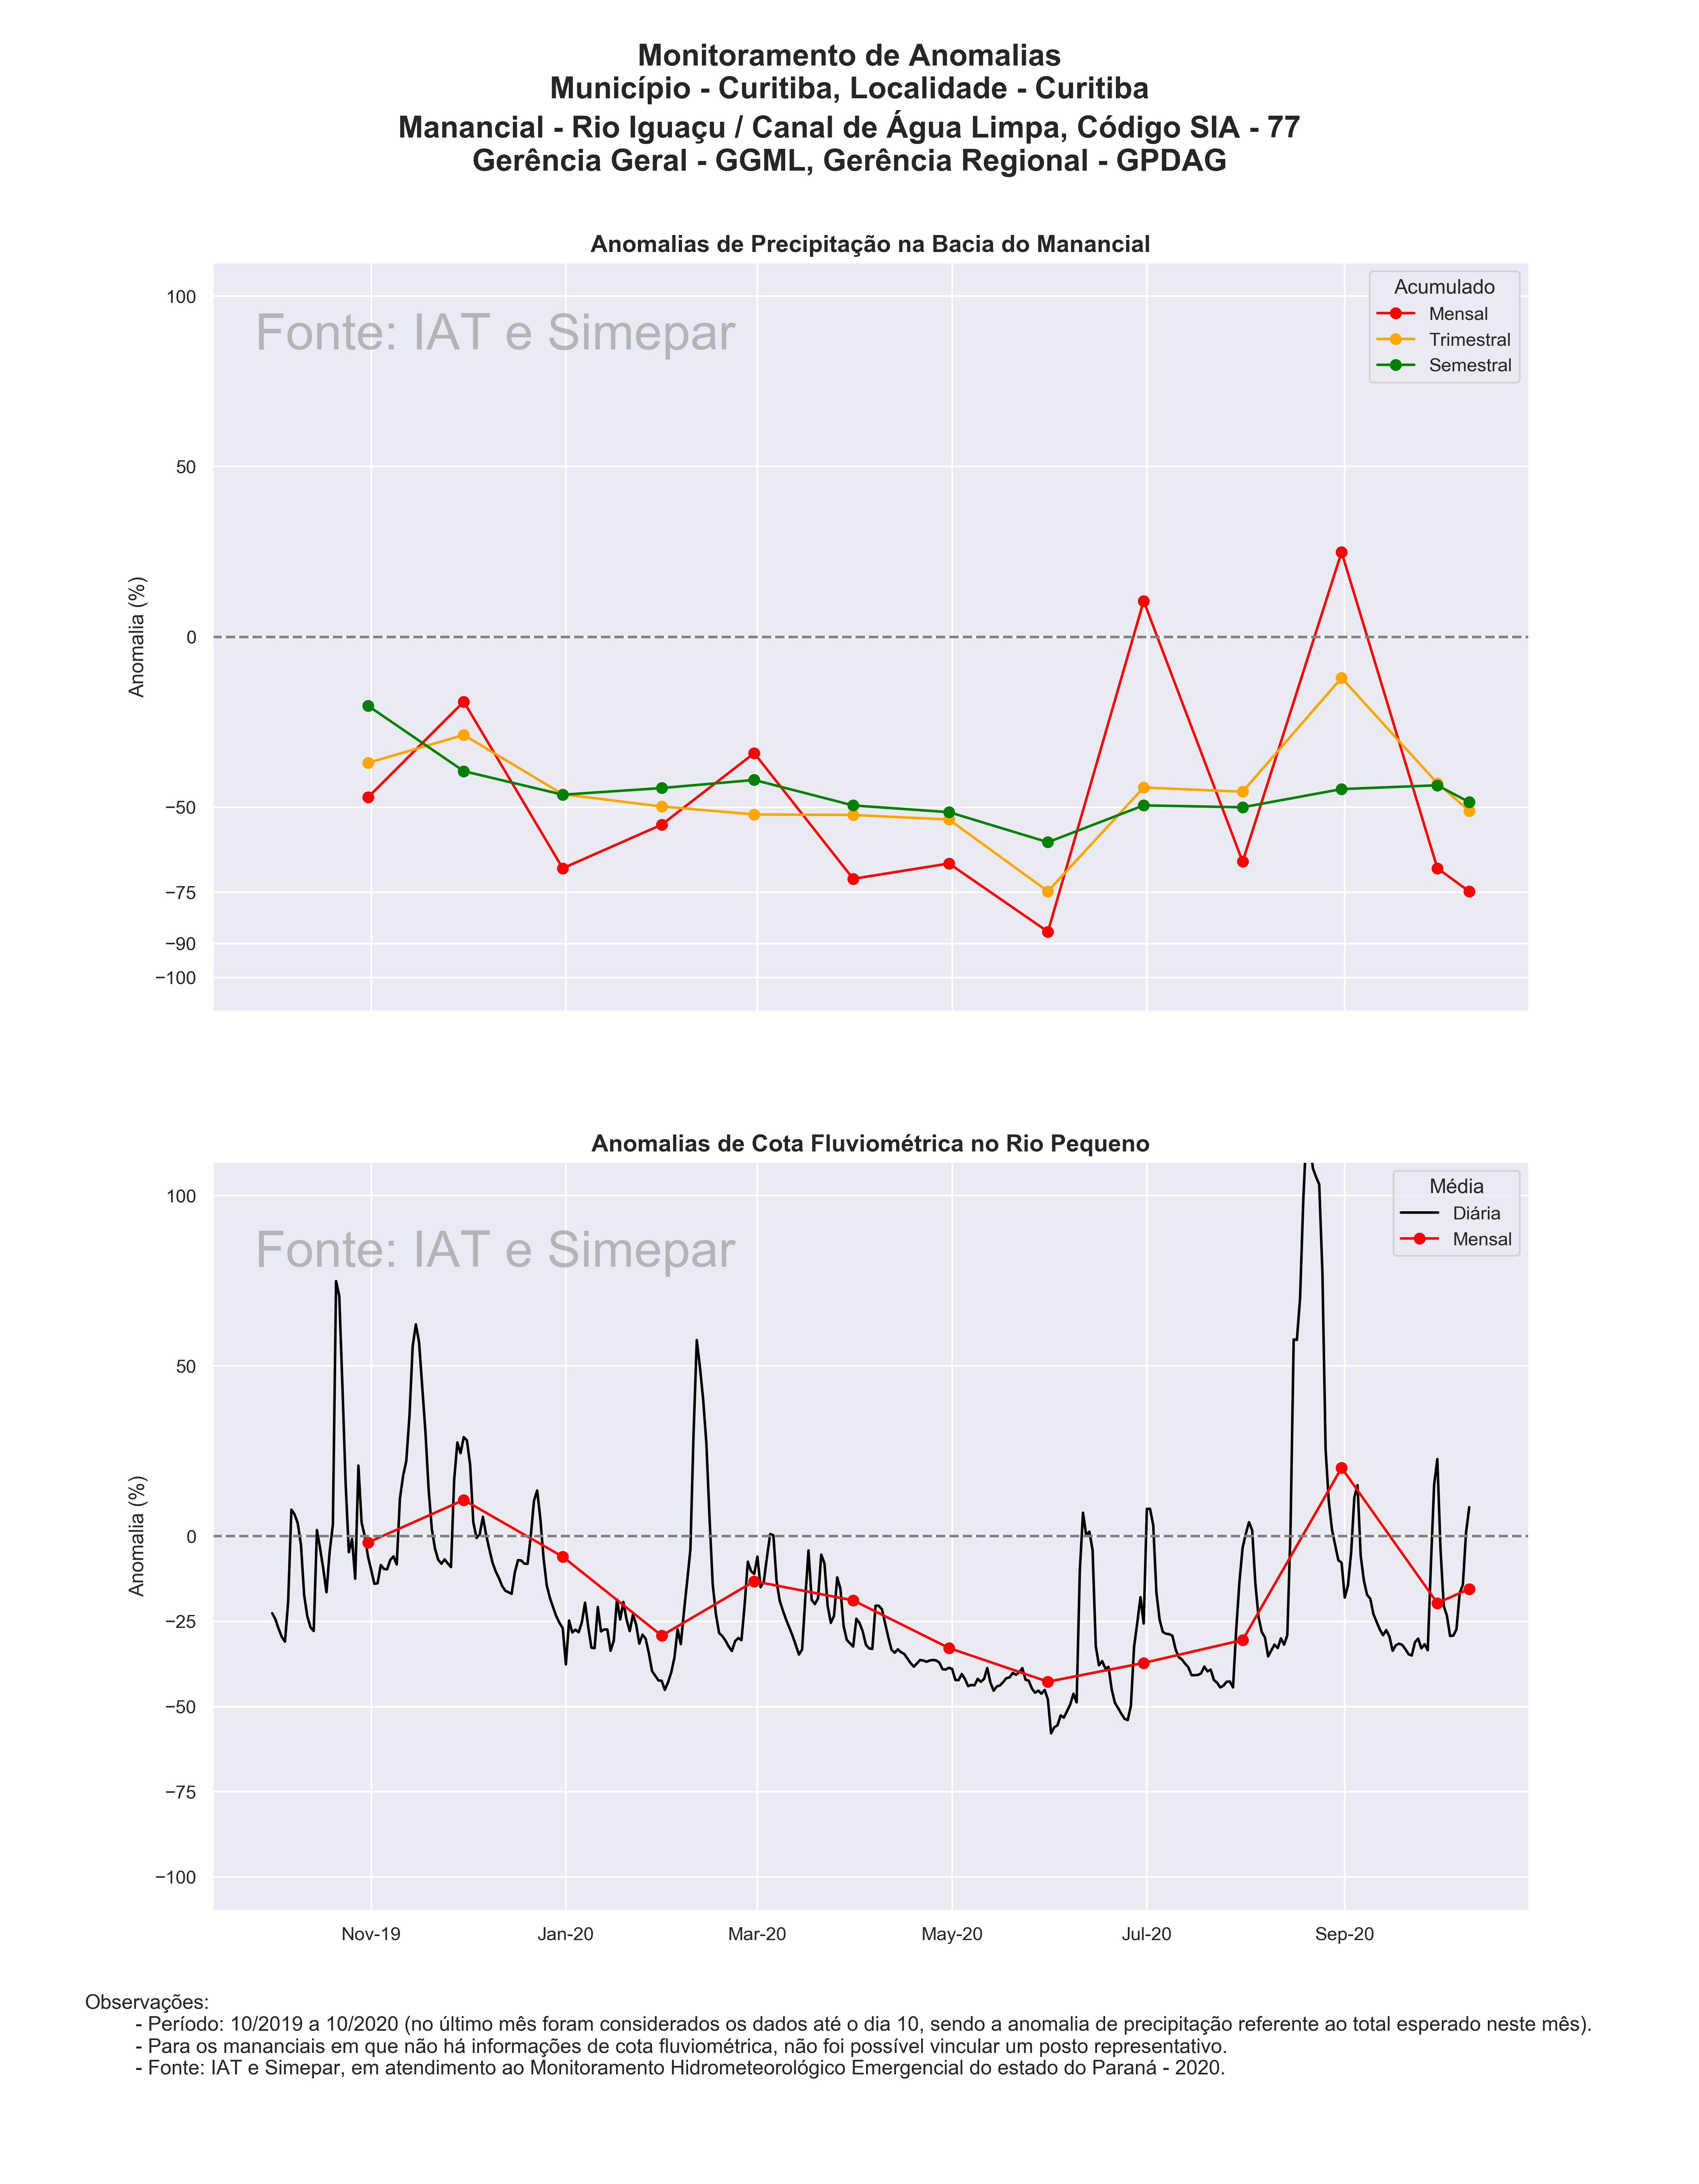 Monitoramento de Anomalias
Município - Curitiba, Localidade - Curitiba
Manancial - Rio Iguaçu / Canal de Água Limpa, Código SIA - 77
Gerência Geral - GGML, Gerência Regional - GPDAG
Anomalias de Precipitação na Bacia do Manancial
Fonte: IAT e Simepar
Acumulado
Mensal
Trimestral
Semestral
Anomalia (%)
100
50
0
−50
−75
−90
−100
Anomalias de Cota Fluviométrica no Rio Pequeno
Fonte: IAT e Simepar
Média
Diária
Mensal
Anomalia (%)
100
50
0
−25
−50
−75
−100
Nov-19 Jan-20 Mar-20 May-20 Jul-20 Sep-20
Observações:
- Período: 10/2019 a 10/2020 (no último mês foram considerados os dados até o dia 10, sendo a anomalia de precipitação referente ao total esperado neste mês).
- Para os mananciais em que não há informações de cota fluviométrica, não foi possível vincular um posto representativo.
- Fonte: IAT e Simepar, em atendimento ao Monitoramento Hidrometeorológico Emergencial do estado do Paraná - 2020.